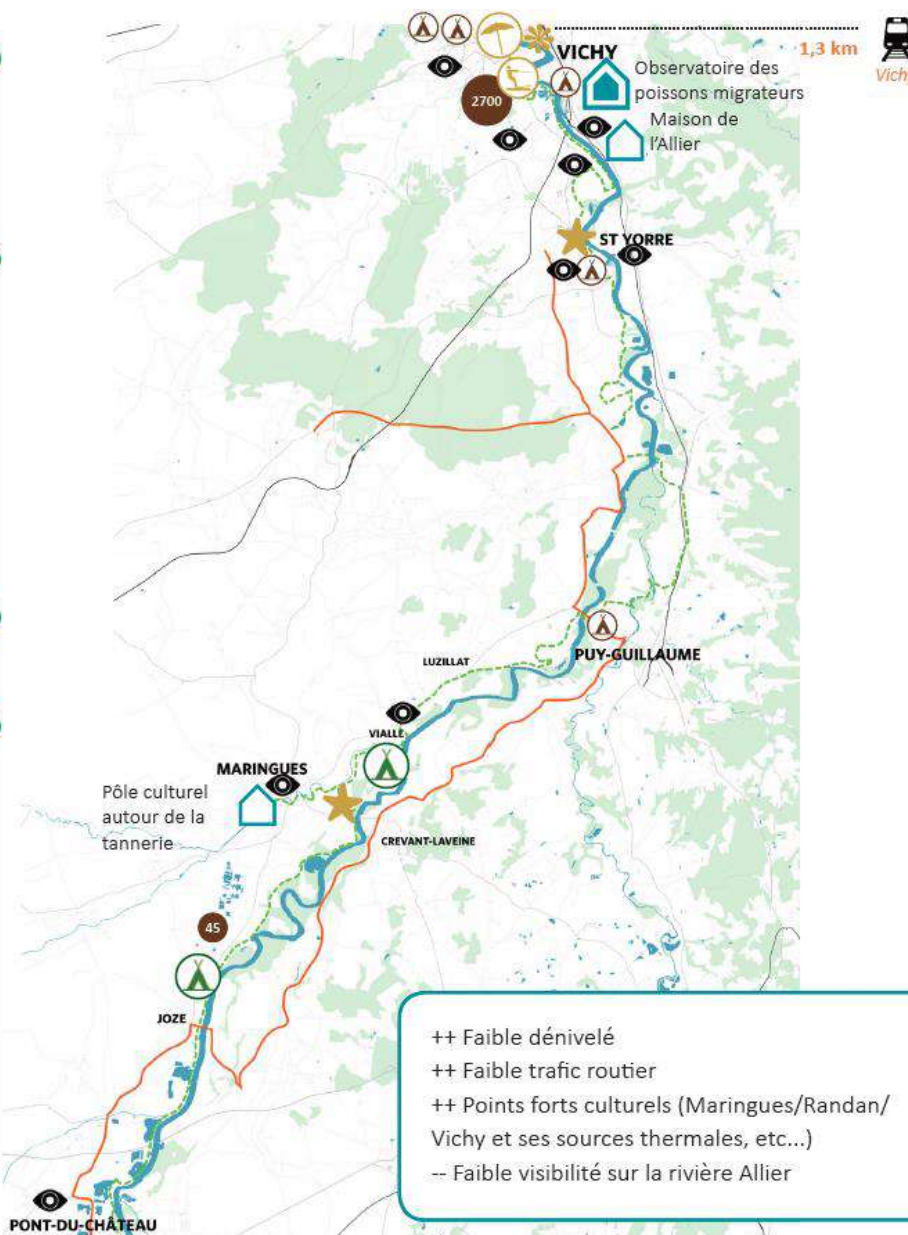 VICHY
1,3 km
Vichy
Observatoire des
poissons migrateurs
2700
Maison de
l'Allier
ST YORRE
PUY-GUILLAUME
LUZILLAT
VIALLE
MARINGUES
Pôle culturel
autour de la
tannerie
CREVANT-LAVEINE
45
JOZE
++ Faible dénivelé
++ Faible trafic routier
++ Points forts culturels (Maringues/Randan/
Vichy et ses sources thermales, etc...)
-- Faible visibilité sur la rivière Allier
PONT-DU-CHÂTEAU